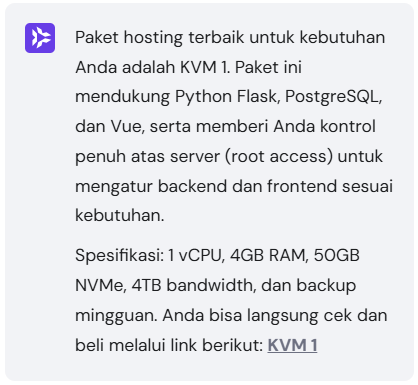 Paket hosting terbaik untuk kebutuhan
Anda adalah KVM 1. Paket ini
mendukung Python Flask, PostgreSQL,
dan Vue, serta memberi Anda kontrol
penuh atas server (root access) untuk
mengatur backend dan frontend sesuai
kebutuhan.
Spesifikasi: 1 vCPU, 4GB RAM, 50GB
NVMe, 4TB bandwidth, dan backup
mingguan. Anda bisa langsung cek dan
beli melalui link berikut: KVM 1